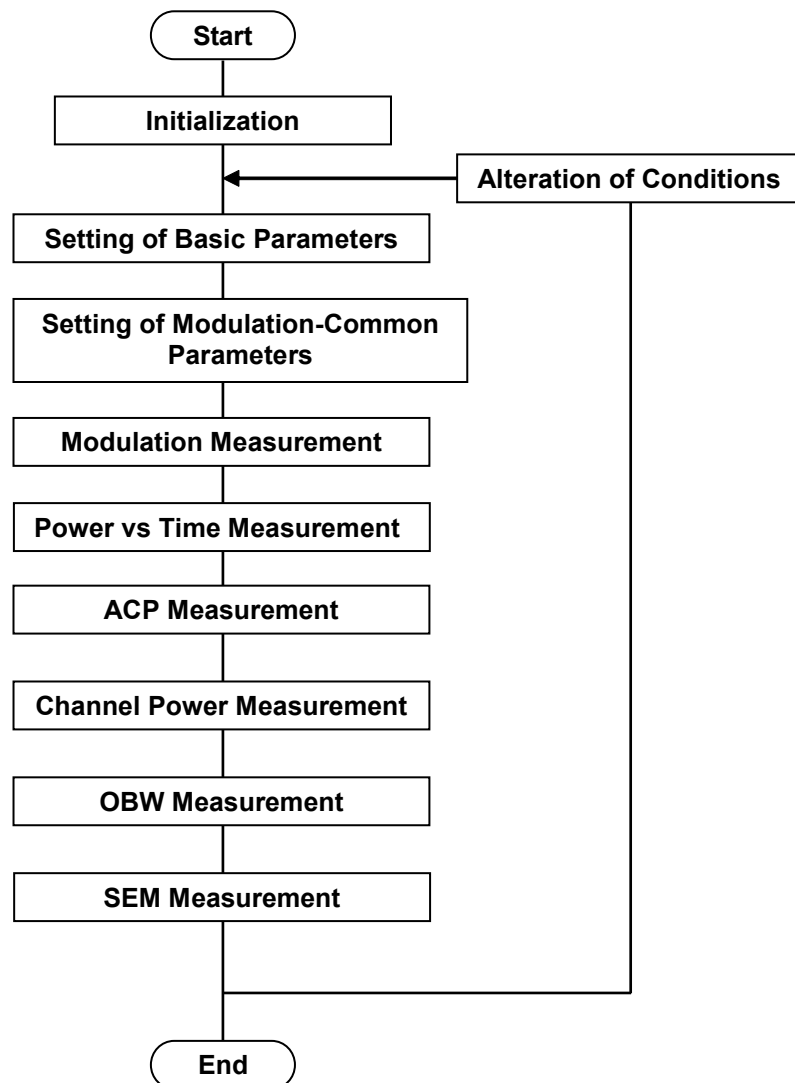 Start
Initialization
Alteration of Conditions
Setting of Basic Parameters
Setting of Modulation-Common
Parameters
Modulation Measurement
Power vs Time Measurement
ACP Measurement
Channel Power Measurement
OBW Measurement
SEM Measurement
End